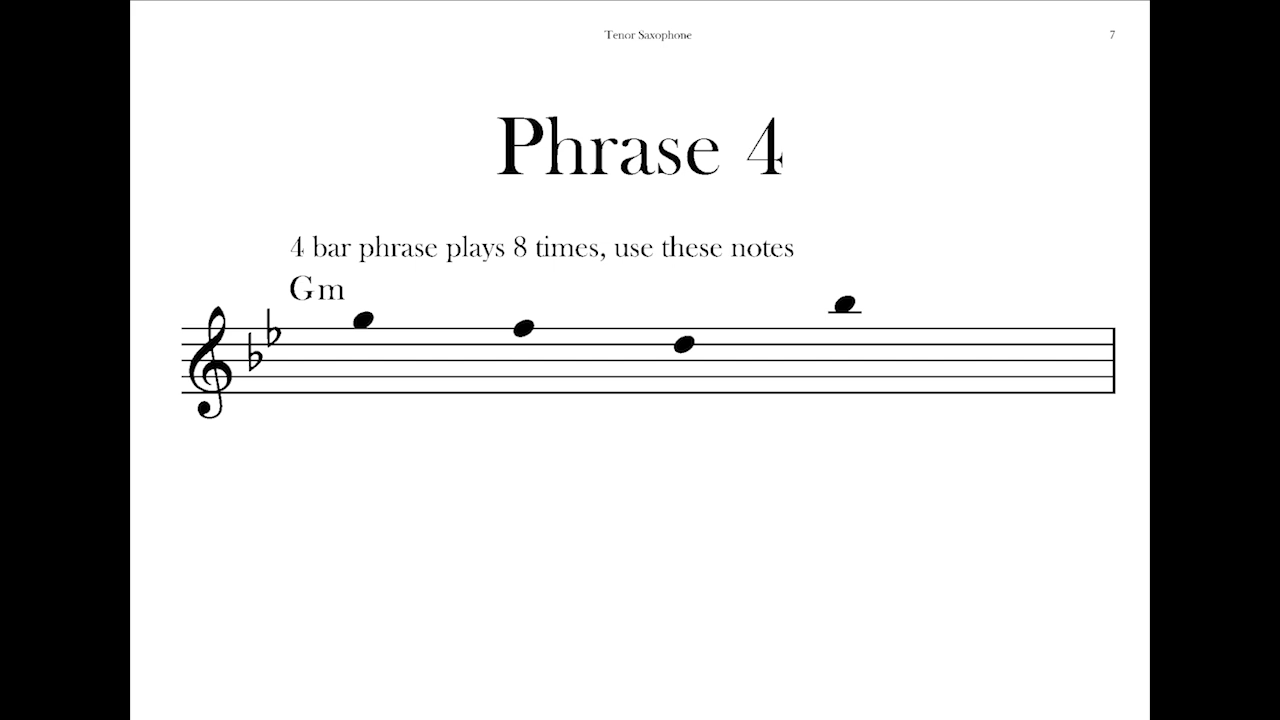 Tenor Saxophone 7
Phrase 4
4 bar phrase plays 8 times, use these notes
Gm